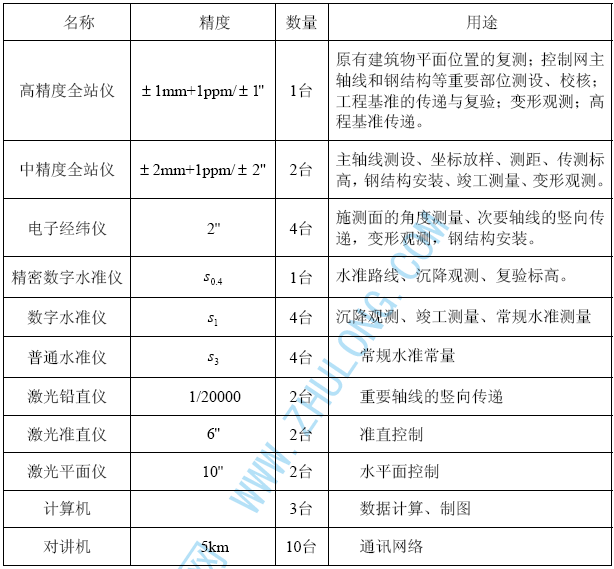 名称 精度 数量 用途
高精度全站仪 ±1mm+1ppm/±1" 1台 原有建筑物平面位置的复测；控制网主
轴线和钢结构等重要部位测设、校核；
工程基准的传递与复验；变形观测；高
程基准传递。
中精度全站仪 ±2mm+1ppm/±2" 2台 主轴线测设、坐标放样、测距、传测标
高，钢结构安装、竣工测量、变形观测。
电子经纬仪 2" 4台 施测面的角度测量、次要轴线的竖向传
递，变形观测，钢结构安装。
精密数字水准仪 s0.4 1台 水准路线、沉降观测、复验标高。
数字水准仪 s1 4台 沉降观测、竣工测量、常规水准测量
普通水准仪 s3 4台 常规水准常量
激光铅直仪 1/20000 2台 重要轴线的竖向传递
激光准直仪 6" 2台 准直控制
激光平面仪 10" 2台 水平面控制
计算机 3台 数据计算、制图
对讲机 5km 10台 通讯网络
网 WWW.ZHULONG.COM